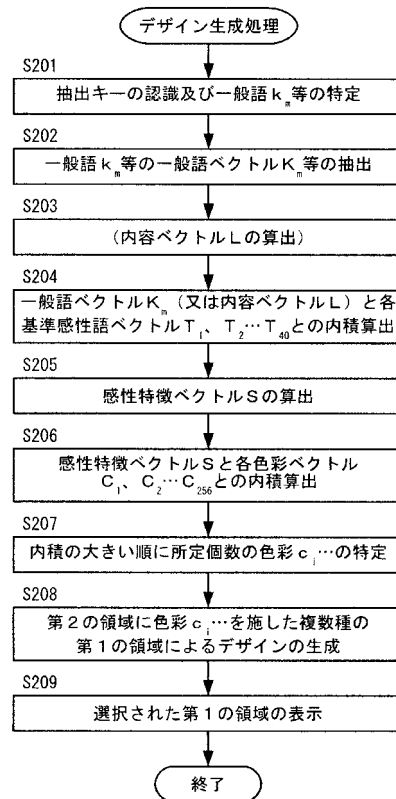 デザイン生成処理
S201
抽出キーの認識及び一般語km等の特定
S202
一般語km等の一般語ベクトルKm等の抽出
S203
(内容ベクトルLの算出)
S204
一般語ベクトルKm(又は内容ベクトルL)と各
基準感性語ベクトルT1、T2…T40との内積算出
S205
感性特徴ベクトルSの算出
S206
感性特徴ベクトルSと各色彩ベクトル
C1、C2…C256との内積算出
S207
内積の大きい順に所定個数の色彩ci…の特定
S208
第2の領域に色彩ci…を施した複数種の
第1の領域によるデザインの生成
S209
選択された第1の領域の表示
終了